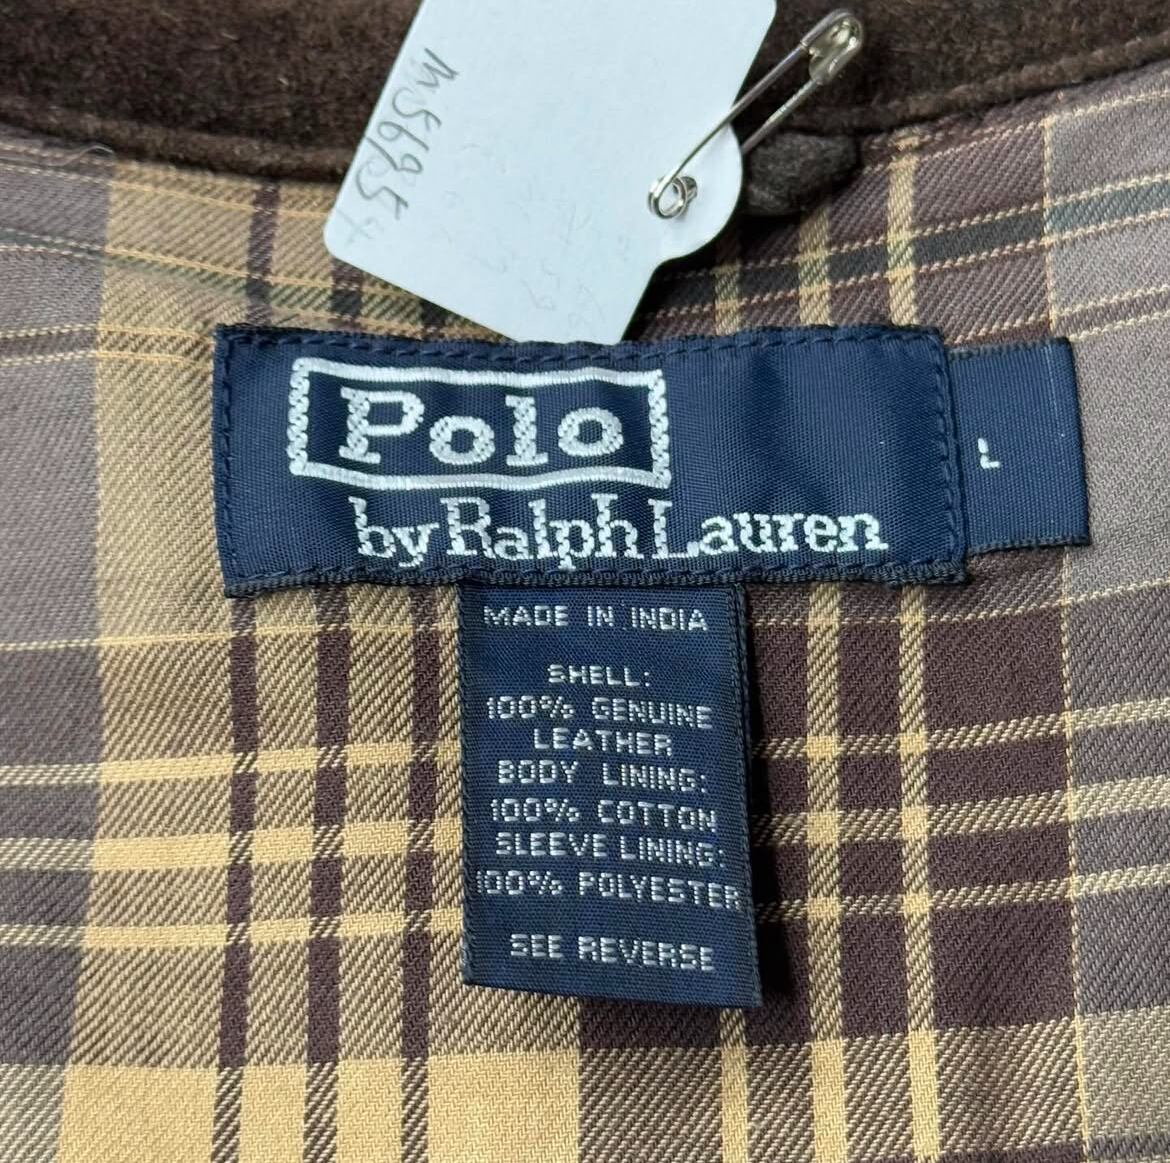 Polo
by Ralph Lauren
L
MADE IN INDIA
SHELL:
100% GENUINE
LEATHER
BODY LINING:
100% COTTON
SLEEVE LINING:
100% POLYESTER
SEE REVERSE